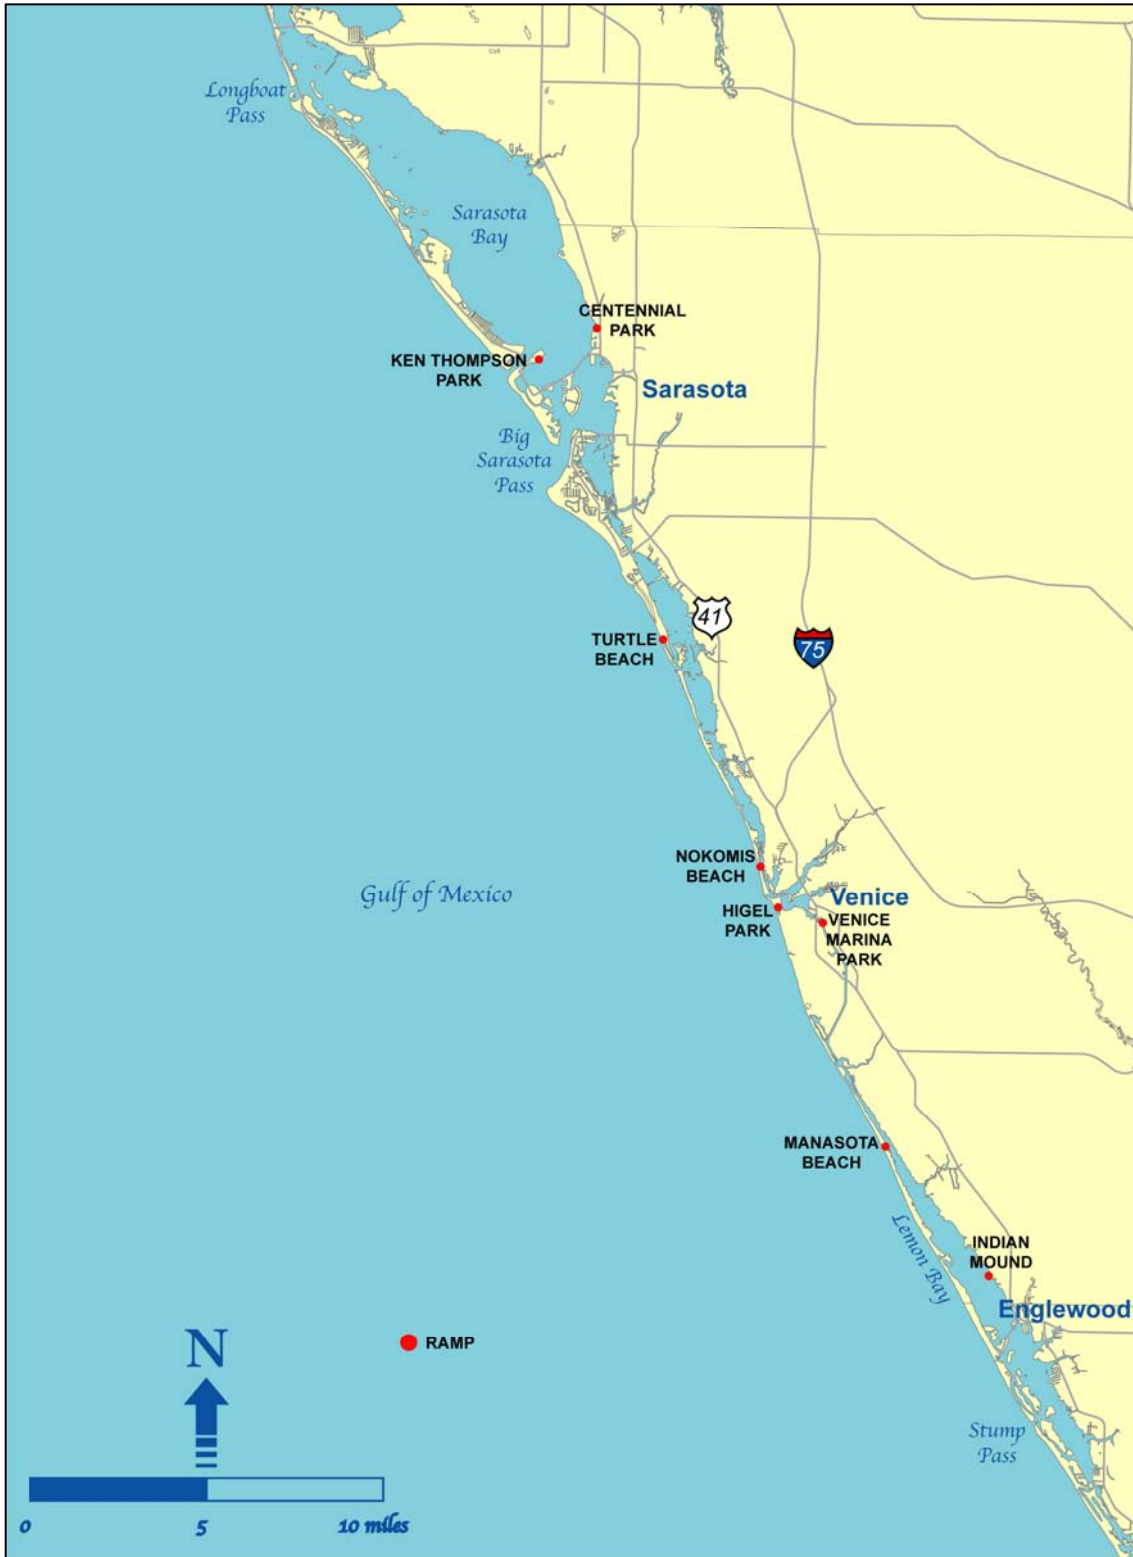 Longboat
Pass
Sarasota
Bay
CENTENNIAL
PARK
KEN THOMPSON
PARK
Sarasota
Big
Sarasota
Pass
41
TURTLE
BEACH
75
NOKOMIS
BEACH
Gulf of Mexico
Venice
HIGEL
PARK
VENICE
MARINA
PARK
MANASOTA
BEACH
Lemon Bay
INDIAN
MOUND
Englewood
RAMP
N
Stump
Pass
0 5 10 miles